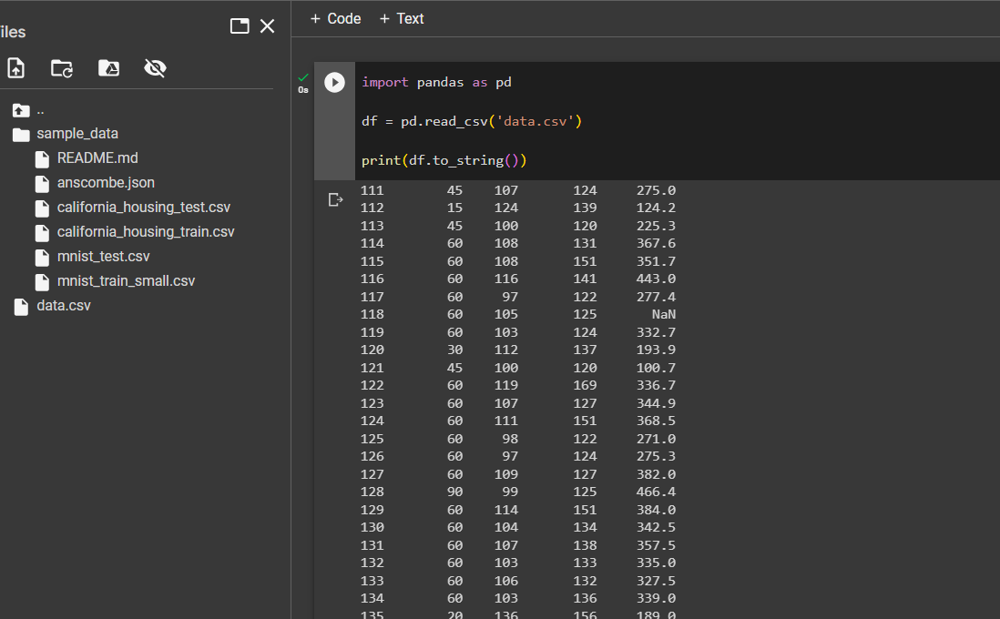 iles
..
sample_data
README.md
anscombe.json
california_housing_test.csv
california_housing_train.csv
mnist_test.csv
mnist_train_small.csv
data.csv
+ Code + Text
0s
import pandas as pd
df = pd.read_csv('data.csv')
print(df.to_string())
111 45 107 124 275.0
112 15 124 139 124.2
113 45 100 120 225.3
114 60 108 131 367.6
115 60 108 151 351.7
116 60 116 141 443.0
117 60 97 122 277.4
118 60 105 125 NaN
119 60 103 124 332.7
120 30 112 137 193.9
121 45 100 120 100.7
122 60 119 169 336.7
123 60 107 127 344.9
124 60 111 151 368.5
125 60 98 122 271.0
126 60 97 124 275.3
127 60 109 127 382.0
128 90 99 125 466.4
129 60 114 151 384.0
130 60 104 134 342.5
131 60 107 138 357.5
132 60 103 133 335.0
133 60 106 132 327.5
134 60 103 136 339.0
135 20 136 156 189.0